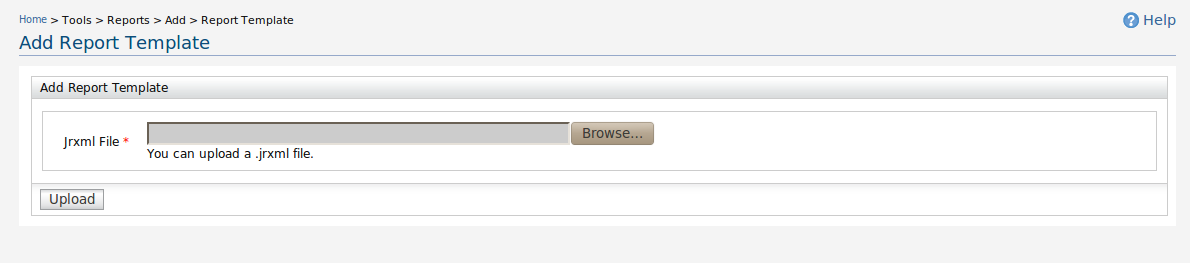 Home > Tools > Reports > Add > Report Template
Help
Add Report Template
Add Report Template
Jrxml File *
Browse...
You can upload a .jrxml file.
Upload